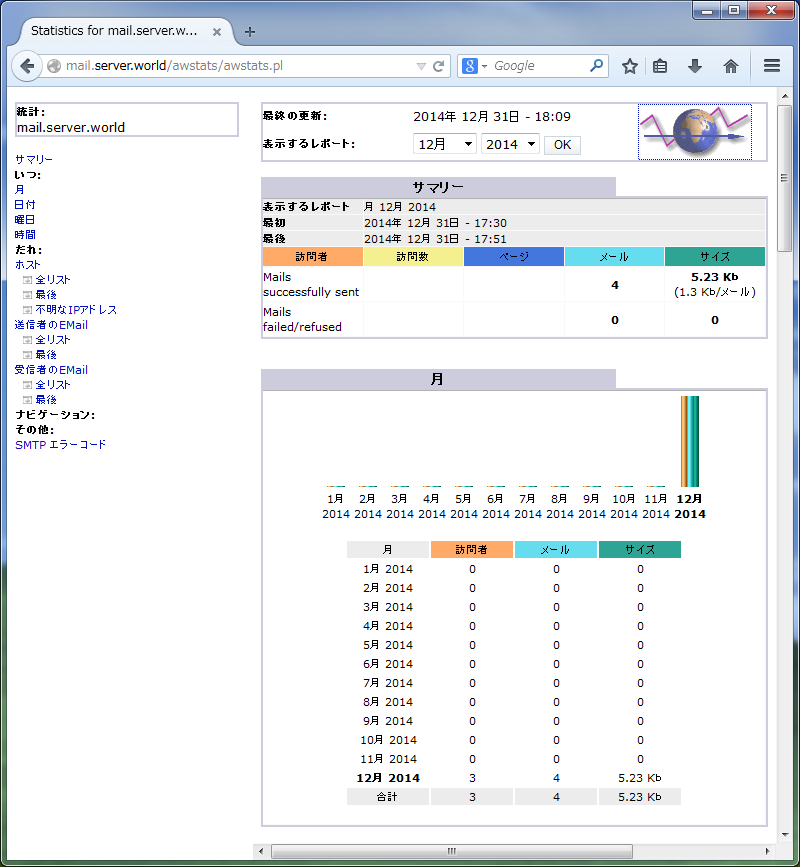 Statistics for mail.server.w...
mail.server.world/awstats/awstats.pl
Google
統計:
mail.server.world
サマリー
いつ:
月
日付
曜日
時間
だれ:
ホスト
全リスト
最後
不明なIPアドレス
送信者のEMail
全リスト
最後
受信者のEMail
全リスト
最後
ナビゲーション:
その他:
SMTP エラーコード
最終の更新: 2014年 12月 31日 - 18:09
表示するレポート: 12月 2014 OK
サマリー
表示するレポート 月 12月 2014
最初 2014年 12月 31日 - 17:30
最後 2014年 12月 31日 - 17:51
訪問者 訪問数 ページ メール サイズ
Mails
successfully sent 4 5.23 Kb
(1.3 Kb/メール)
Mails
failed/refused 0 0
月
1月 2月 3月 4月 5月 6月 7月 8月 9月 10月 11月 12月
2014 2014 2014 2014 2014 2014 2014 2014 2014 2014 2014 2014
月 訪問者 メール サイズ
1月 2014 0 0 0
2月 2014 0 0 0
3月 2014 0 0 0
4月 2014 0 0 0
5月 2014 0 0 0
6月 2014 0 0 0
7月 2014 0 0 0
8月 2014 0 0 0
9月 2014 0 0 0
10月 2014 0 0 0
11月 2014 0 0 0
12月 2014 3 4 5.23 Kb
合計 3 4 5.23 Kb